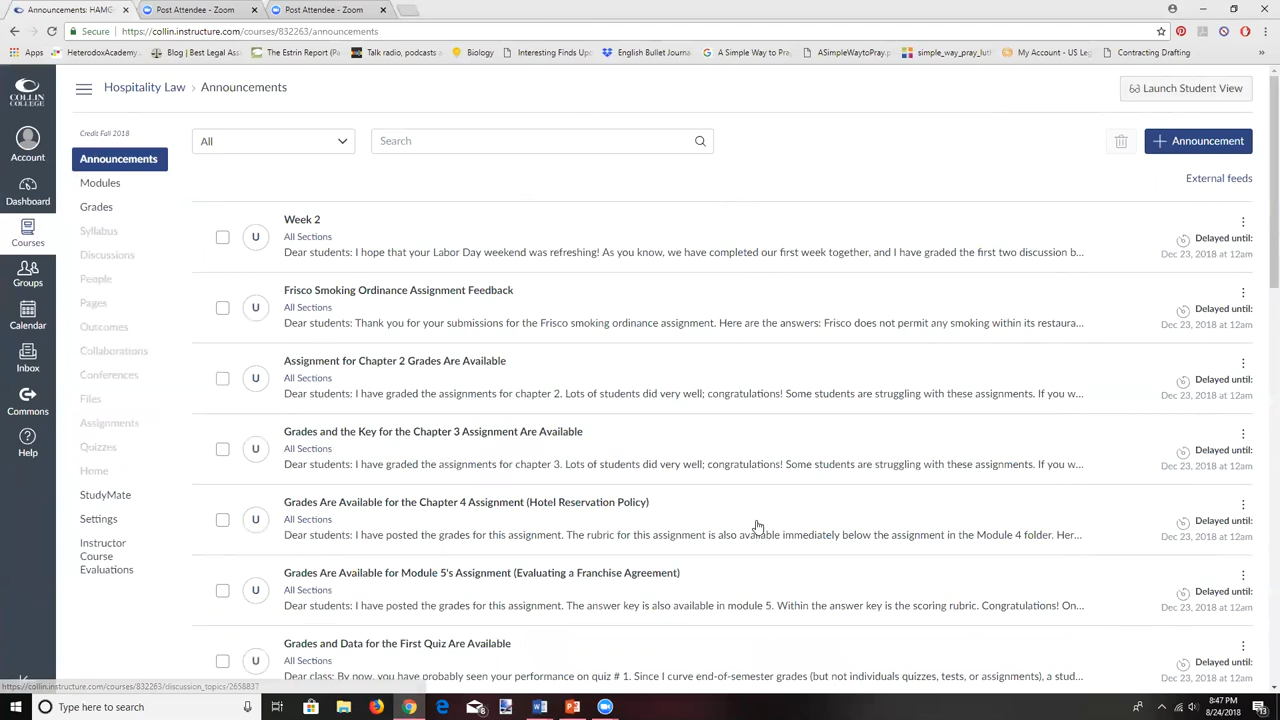 Announcements: HAMG
Post Attendee - Zoom
Post Attendee - Zoom
Secure
https://collin.instructure.com/courses/832263/announcements
Apps
HeterodoxAcademy.
Blog | Best Legal Ass
The Estrin Report (Pa
Talk radio, podcasts a
Biology
Interesting Finds Up
English Bullet Journa
A Simple Way to Pray
ASimpleWaytoPray.p
simple_way_pray_luth
My Account - US Leg
Contracting Drafting
COLLIN COLLEGE
Hospitality Law > Announcements
Launch Student View
Credit Fall 2018
All
Search
+ Announcement
External feeds
Account
Dashboard
Courses
Groups
Calendar
Inbox
Commons
Help
Announcements
Modules
Grades
Syllabus
Discussions
People
Pages
Outcomes
Collaborations
Conferences
Files
Assignments
Quizzes
Home
StudyMate
Settings
Instructor
Course
Evaluations
U
Week 2
All Sections
Dear students: I hope that your Labor Day weekend was refreshing! As you know, we have completed our first week together, and I have graded the first two discussion b...
Delayed until:
Dec 23, 2018 at 12am
U
Frisco Smoking Ordinance Assignment Feedback
All Sections
Dear students: Thank you for your submissions for the Frisco smoking ordinance assignment. Here are the answers: Frisco does not permit any smoking within its restaura...
Delayed until:
Dec 23, 2018 at 12am
U
Assignment for Chapter 2 Grades Are Available
All Sections
Dear students: I have graded the assignments for chapter 2. Lots of students did very well; congratulations! Some students are struggling with these assignments. If you w...
Delayed until:
Dec 23, 2018 at 12am
U
Grades and the Key for the Chapter 3 Assignment Are Available
All Sections
Dear students: I have graded the assignments for chapter 3. Lots of students did very well; congratulations! Some students are struggling with these assignments. If you w...
Delayed until:
Dec 23, 2018 at 12am
U
Grades Are Available for the Chapter 4 Assignment (Hotel Reservation Policy)
All Sections
Dear students: I have posted the grades for this assignment. The rubric for this assignment is also available immediately below the assignment in the Module 4 folder. Her...
Delayed until:
Dec 23, 2018 at 12am
U
Grades Are Available for Module 5's Assignment (Evaluating a Franchise Agreement)
All Sections
Dear students: I have posted the grades for this assignment. The answer key is also available in module 5. Within the answer key is the scoring rubric. Congratulations! On...
Delayed until:
Dec 23, 2018 at 12am
U
Grades and Data for the First Quiz Are Available
All Sections
Dear class: By now, you have probably seen your performance on quiz # 1. Since I curve end-of-semester grades (but not individuals quizzes, tests, or assignments), a stud...
Delayed until:
Dec 23, 2018 at 12am
https://collin.instructure.com/courses/832263/discussion_topics/2658837
Type here to search
8:47 PM
8/24/2018